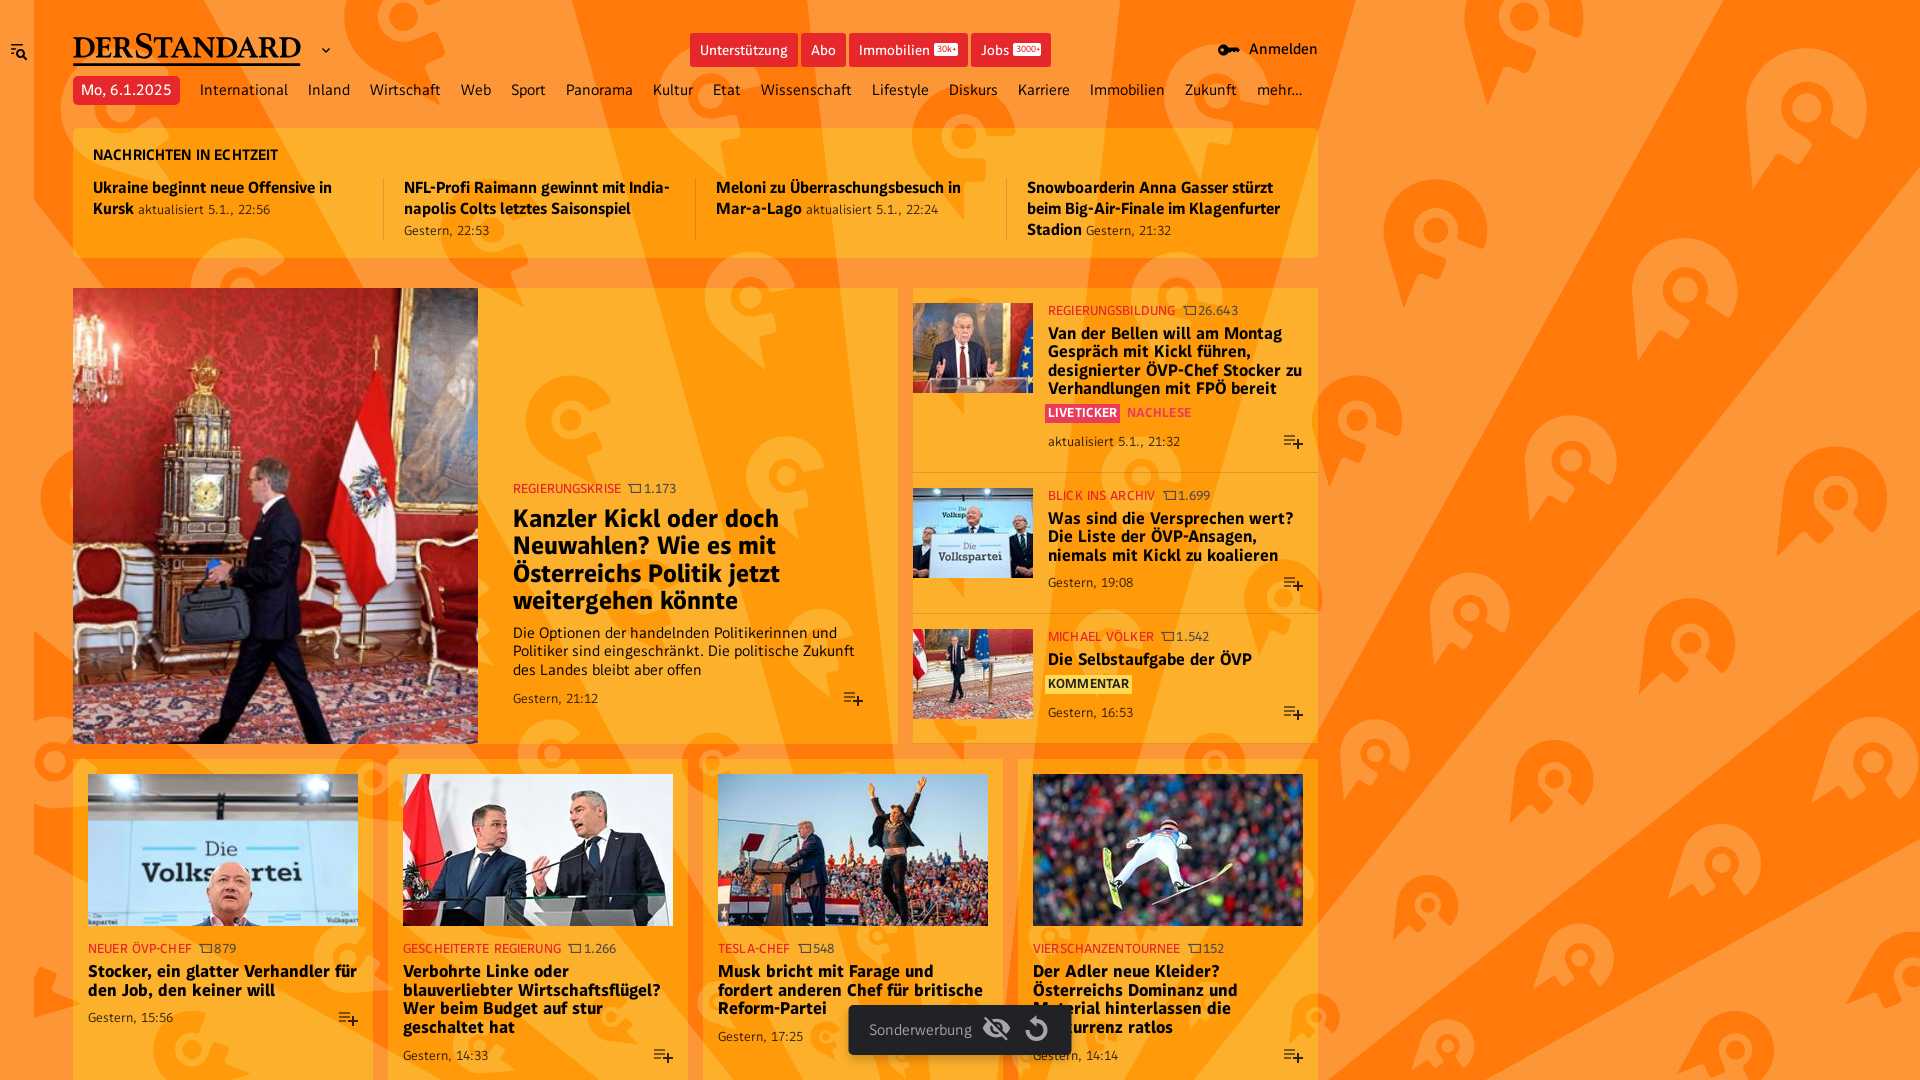 DERSTANDARD
Unterstützung
Abo
Immobilien 30k+
Jobs 3000+
Anmelden
Mo, 6.1.2025
International
Inland
Wirtschaft
Web
Sport
Panorama
Kultur
Etat
Wissenschaft
Lifestyle
Diskurs
Karriere
Immobilien
Zukunft
mehr...
NACHRICHTEN IN ECHTZEIT
Ukraine beginnt neue Offensive in
Kursk aktualisiert 5.1., 22:56
NFL-Profi Raimann gewinnt mit India-
napolis Colts letztes Saisonspiel
Gestern, 22:53
Meloni zu Überraschungsbesuch in
Mar-a-Lago aktualisiert 5.1., 22:24
Snowboarderin Anna Gasser stürzt
beim Big-Air-Finale im Klagenfurter
Stadion Gestern, 21:32
REGIERUNGSKRISE 1.173
Kanzler Kickl oder doch
Neuwahlen? Wie es mit
Österreichs Politik jetzt
weitergehen könnte
Die Optionen der handelnden Politikerinnen und
Politiker sind eingeschränkt. Die politische Zukunft
des Landes bleibt aber offen
Gestern, 21:12
REGIERUNGSBILDUNG 26.643
Van der Bellen will am Montag
Gespräch mit Kickl führen,
designierter ÖVP-Chef Stocker zu
Verhandlungen mit FPÖ bereit
LIVETICKER NACHLESE
aktualisiert 5.1., 21:32
Die
Volkspartei
BLICK INS ARCHIV 1.699
Was sind die Versprechen wert?
Die Liste der ÖVP-Ansagen,
niemals mit Kickl zu koalieren
Gestern, 19:08
MICHAEL VÖLKER 1.542
Die Selbstaufgabe der ÖVP
KOMMENTAR
Gestern, 16:53
Die
Volkspartei
NEUER ÖVP-CHEF 879
Stocker, ein glatter Verhandler für
den Job, den keiner will
Gestern, 15:56
GESCHEITERTE REGIERUNG 1.266
Verbohrte Linke oder
blauverliebter Wirtschaftsflügel?
Wer beim Budget auf stur
geschaltet hat
Gestern, 14:33
TESLA-CHEF 548
Musk bricht mit Farage und
fordert anderen Chef für britische
Reform-Partei
Gestern, 17:25
VIERSCHANZENTOURNEE 152
Der Adler neue Kleider?
Österreichs Dominanz und
Material hinterlassen die
Konkurrenz ratlos
Gestern, 14:14
Sonderwerbung